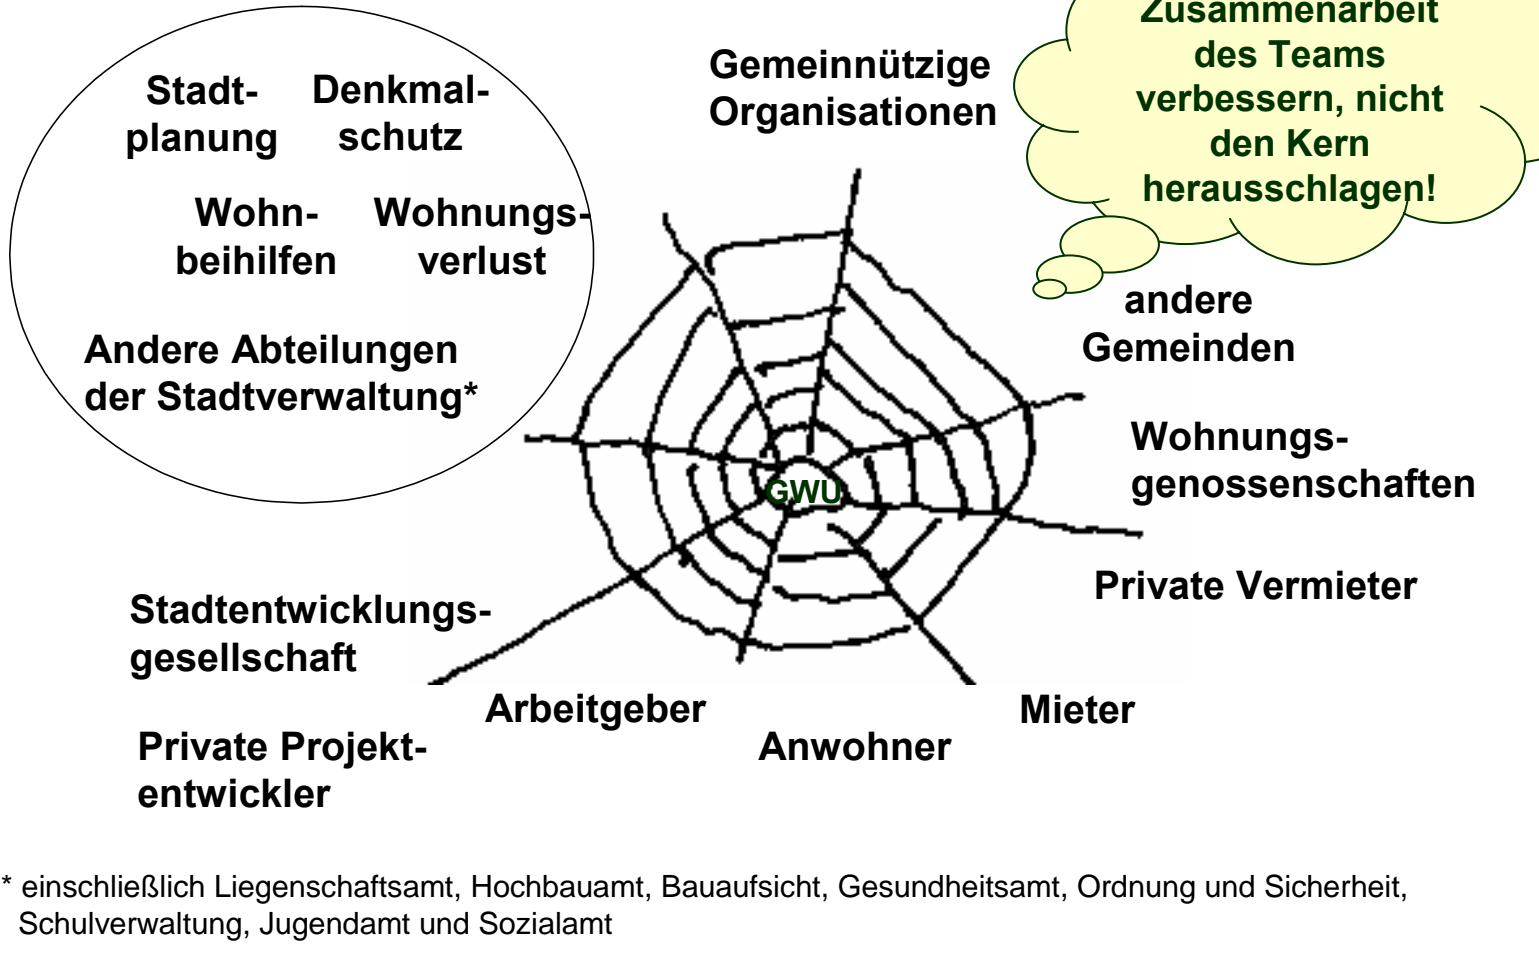 Stadt-
planung
Denkmal-
schutz
Wohn-
beihilfen
Wohnungs-
verlust
Andere Abteilungen
der Stadtverwaltung*
Gemeinnützige
Organisationen
Zusammenarbeit
des Teams
verbessern, nicht
den Kern
herausschlagen!
andere
Gemeinden
Wohnungs-
genossenschaften
GWU
Private Vermieter
Stadtentwicklungs-
gesellschaft
Arbeitgeber
Mieter
Private Projekt-
entwickler
Anwohner
* einschließlich Liegenschaftsamt, Hochbauamt, Bauaufsicht, Gesundheitsamt, Ordnung und Sicherheit,
Schulverwaltung, Jugendamt und Sozialamt